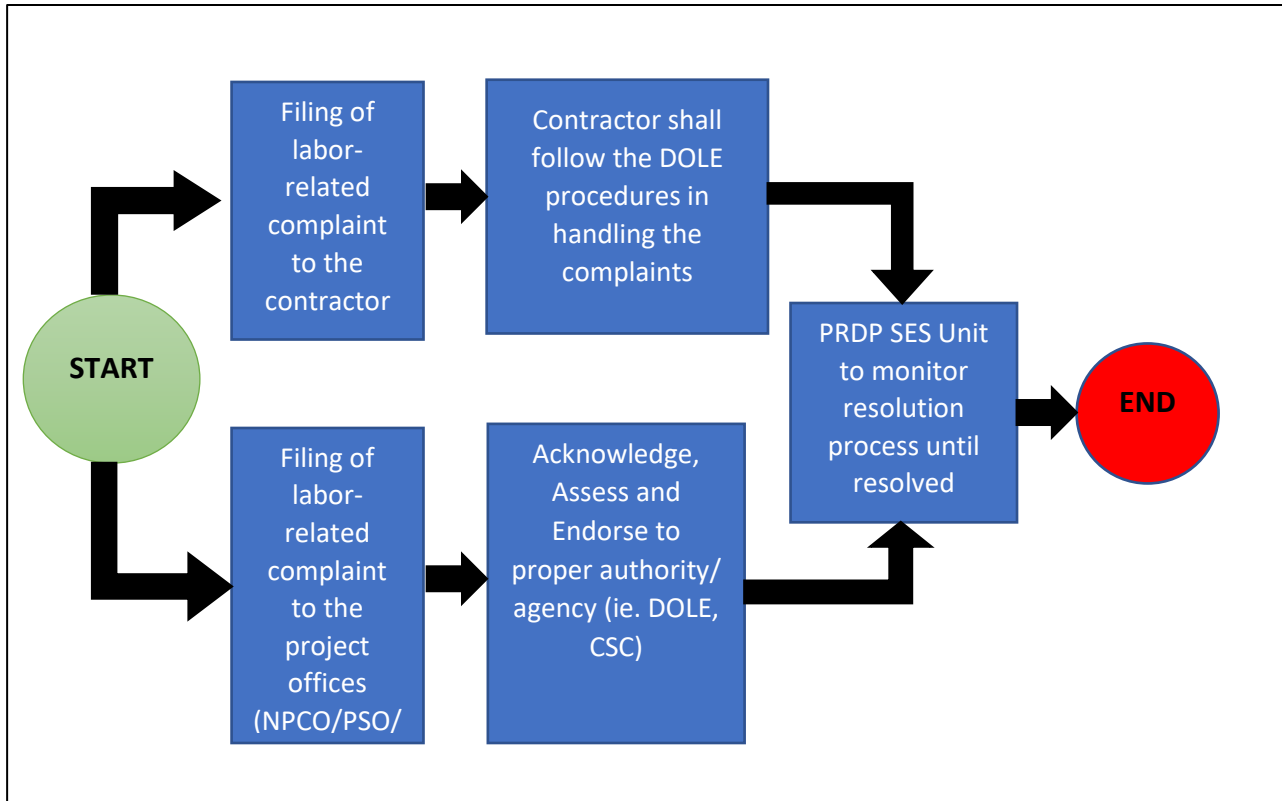 START
Filing of
labor-
related
complaint
to the
contractor
Contractor shall
follow the DOLE
procedures in
handling the
complaints
Filing of
labor-
related
complaint
to the
project
offices
(NPCO/PSO/
Acknowledge,
Assess and
Endorse to
proper authority/
agency (ie. DOLE,
CSC)
PRDP SES Unit
to monitor
resolution
process until
resolved
END